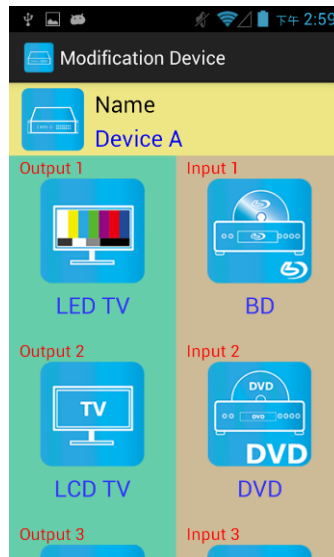 下午 2:59
Modification Device
Name
Device A
Output 1
Input 1
LED TV
BD
Output 2
Input 2
TV
DVD
DVD
LCD TV
DVD
Output 3
Input 3